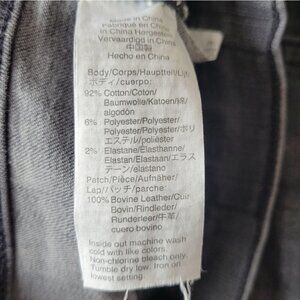 Made in China
Fabriqué en Chine
In China Hergestellt
Vervaardigd in China
中国製
Hecho en China
Body/Corps/Hauptteil/Lijf/
ボディ/cuerpo:
92% Cotton/Coton/
Baumwolle/Katoen/綿/
algodón
6% Polyester/Polyester/
Polyester/Polyester/ポリ
エステル/poliéster
2% Elastane/Élasthanne/
Elastan/Elastaan/エラス
テーン/elastano
Patch/Pièce/Aufnäher/
Lap/パッチ/parche:
100% Bovine Leather/Cuir
Bovin/Rindleder/
Runderleer/牛革/
cuero bovino
Inside out machine wash
cold with like colors.
Non-chlorine bleach only.
Tumble dry low. Iron on
lowest setting.